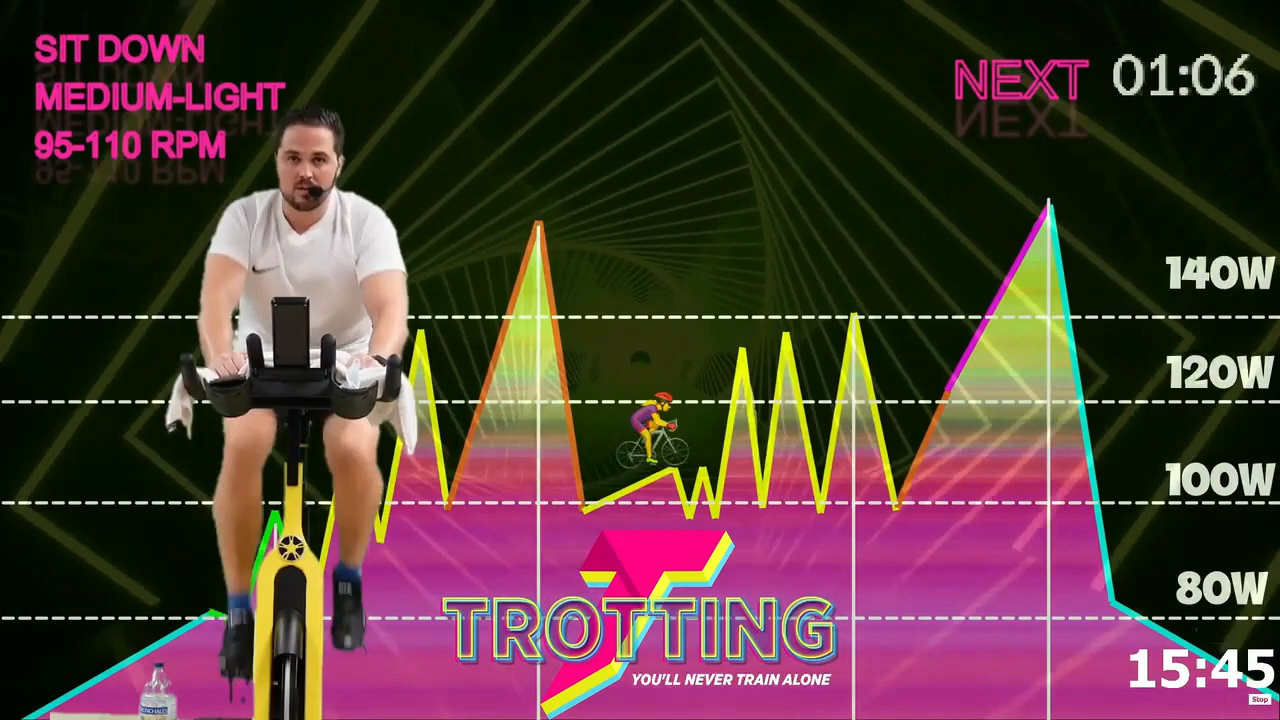 SIT DOWN
MEDIUM-LIGHT
95-110 RPM
NEXT 01:06
140W
120W
100W
80W
TROTTING
YOU'LL NEVER TRAIN ALONE
15:45
Stop